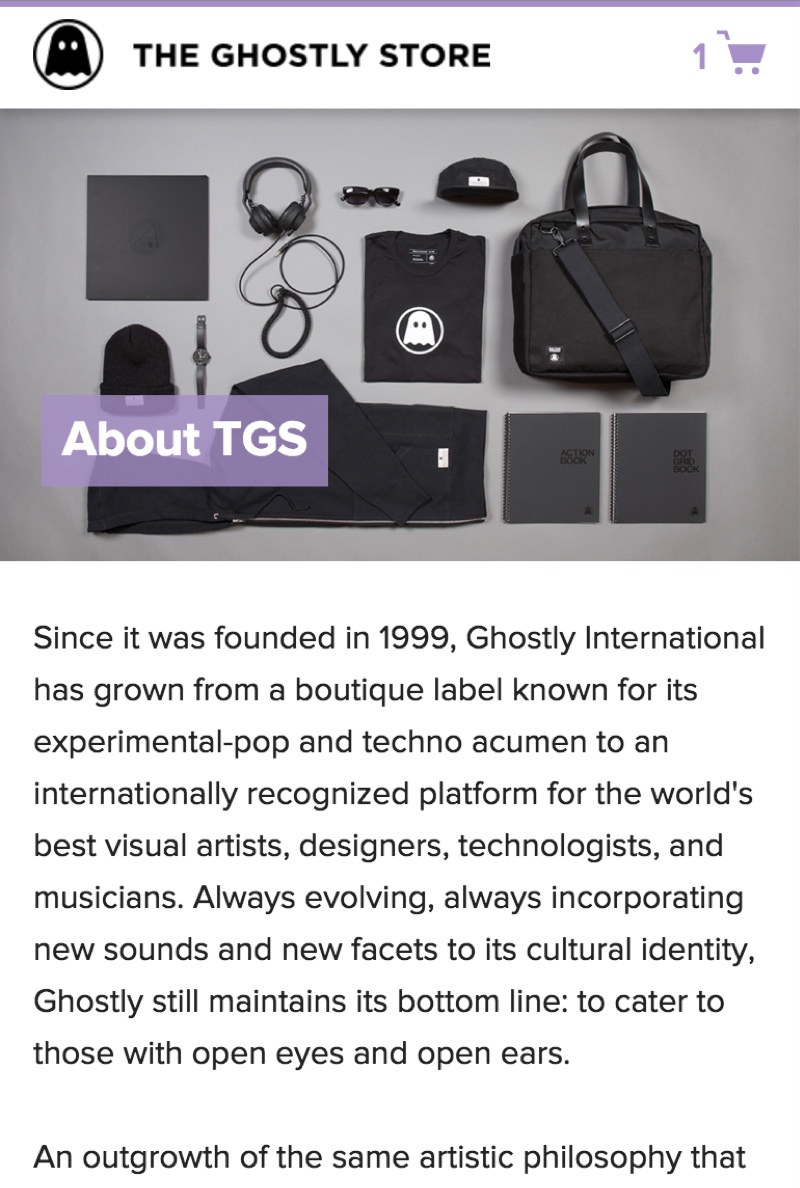 THE GHOSTLY STORE
1
ACTION
BOOK
DOT
GRID
BOOK
About TGS
Since it was founded in 1999, Ghostly International
has grown from a boutique label known for its
experimental-pop and techno acumen to an
internationally recognized platform for the world's
best visual artists, designers, technologists, and
musicians. Always evolving, always incorporating
new sounds and new facets to its cultural identity,
Ghostly still maintains its bottom line: to cater to
those with open eyes and open ears.
An outgrowth of the same artistic philosophy that